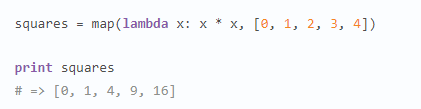 squares = map(lambda x: x * x, [0, 1, 2, 3, 4])
print squares
# => [0, 1, 4, 9, 16]